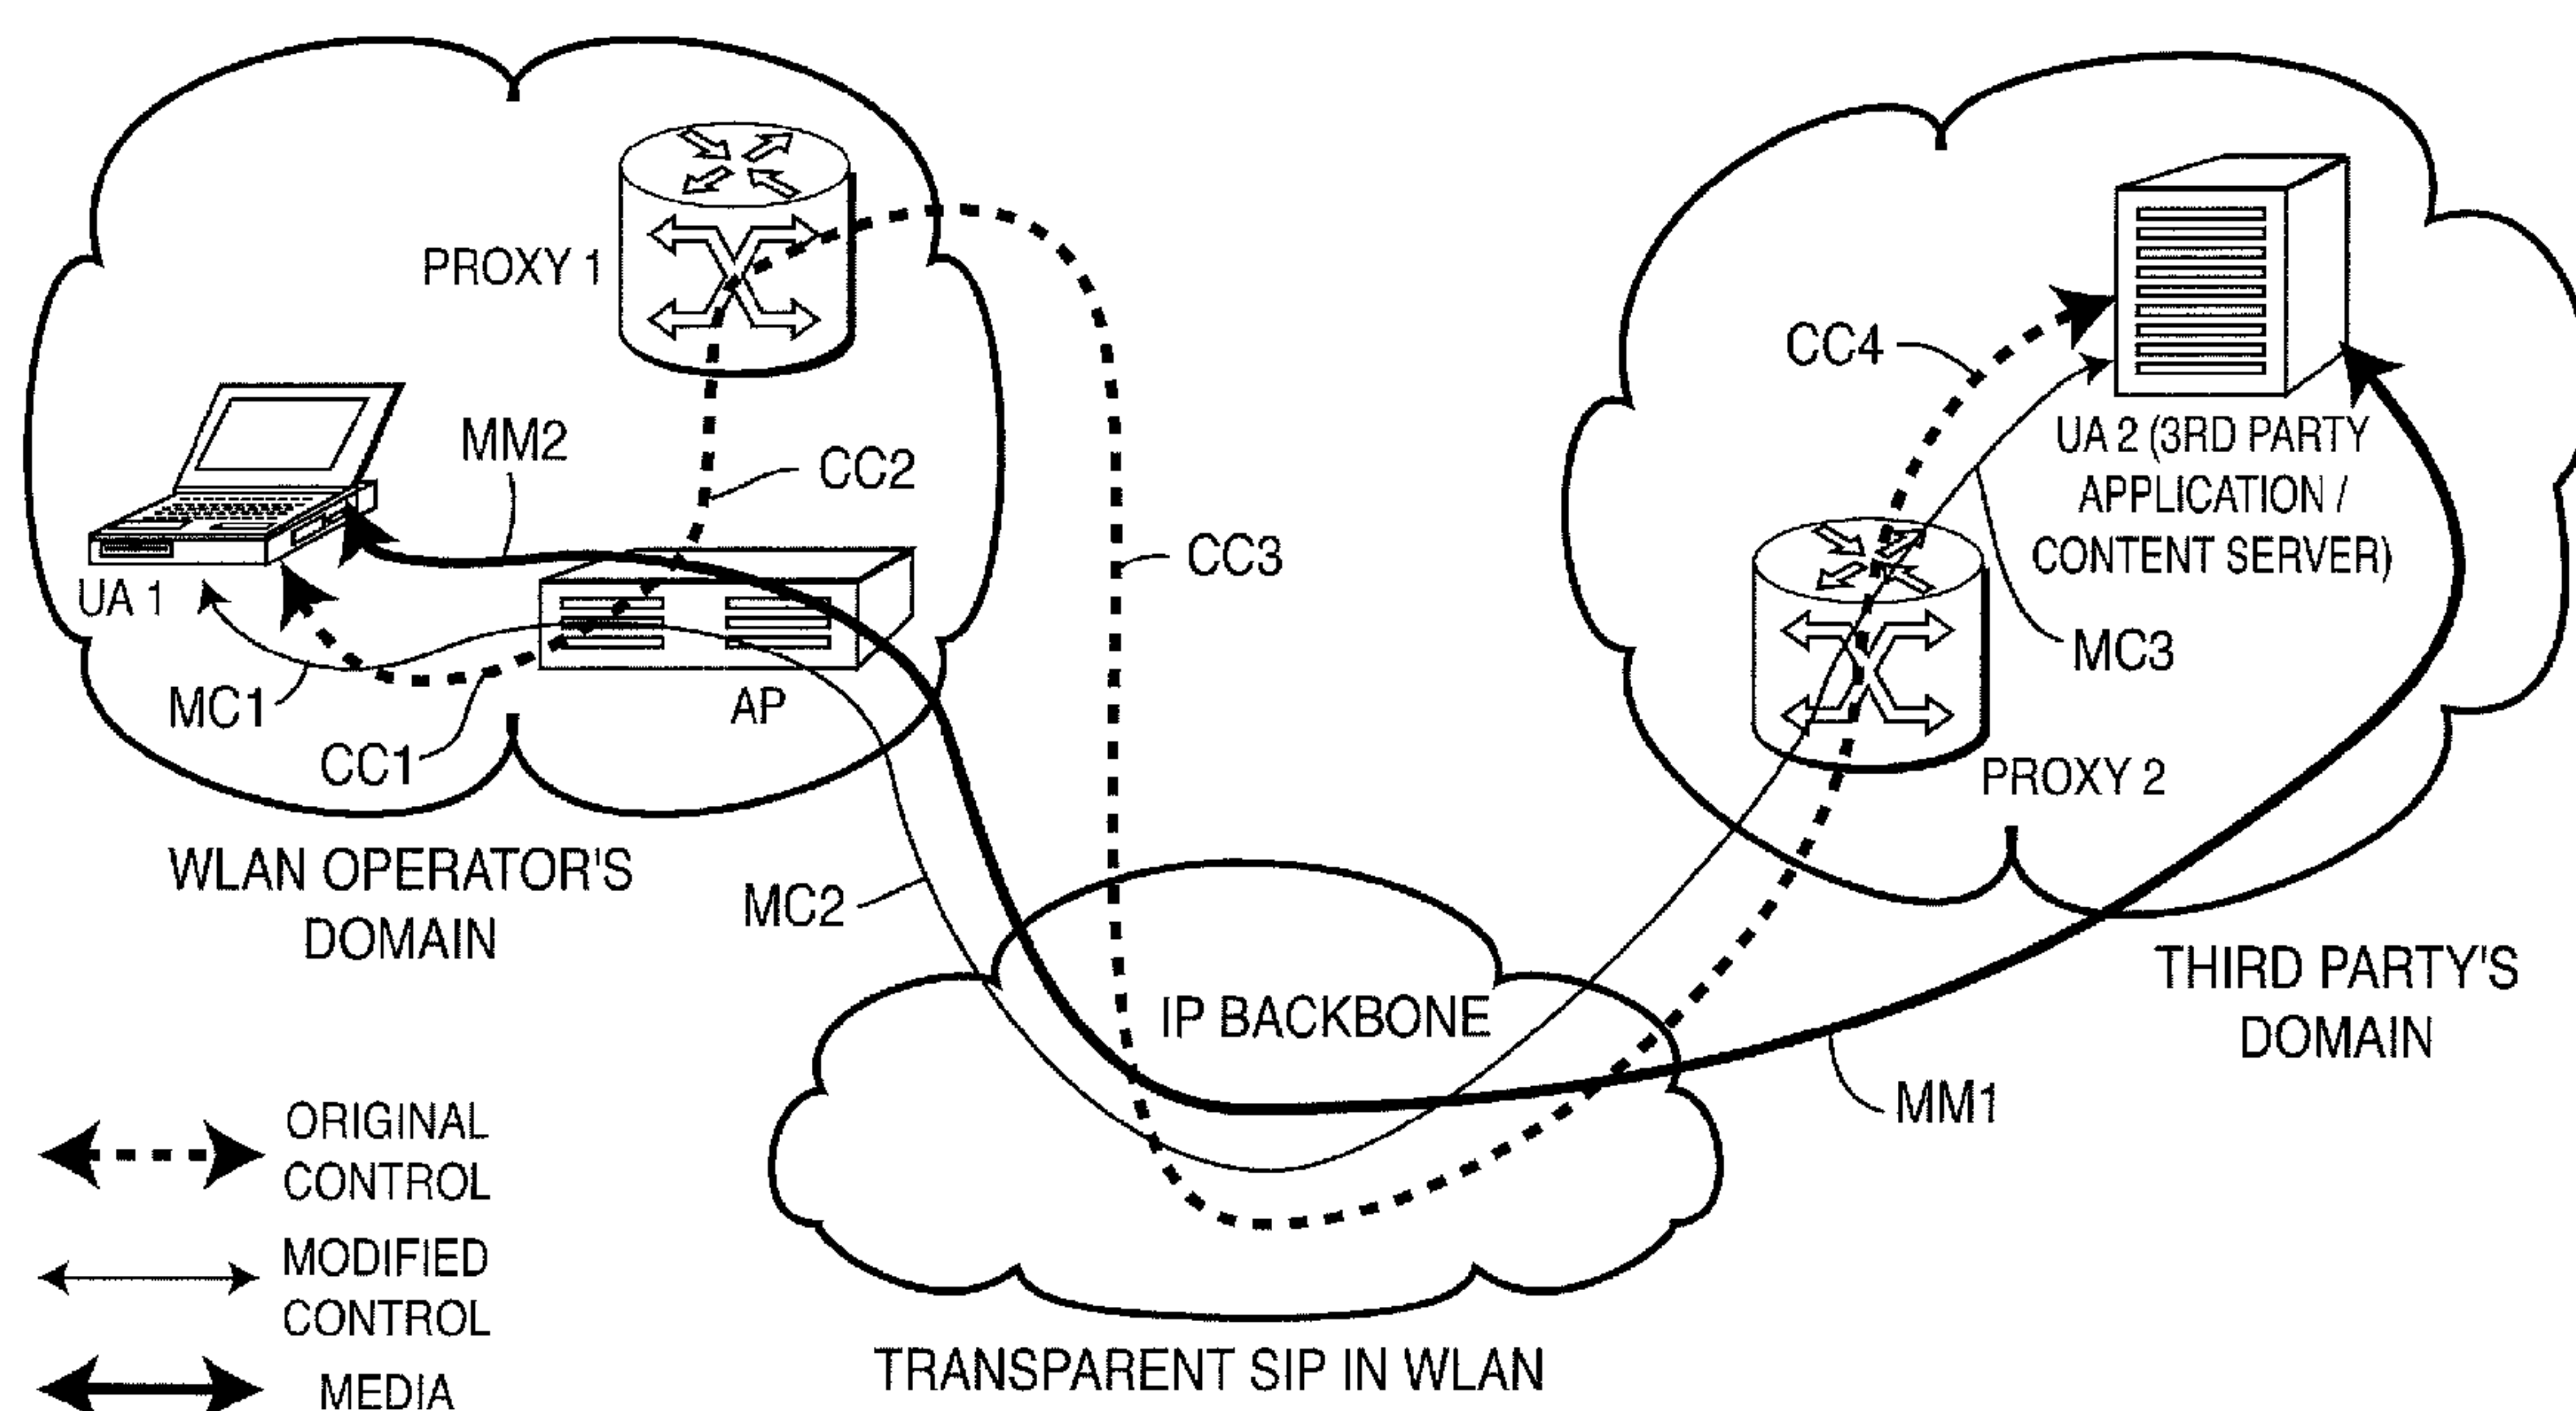 PROXY 1
MM2
CC2
UA 1
MC1
CC1
AP
WLAN OPERATOR'S
DOMAIN
CC3
MC2
IP BACKBONE
CC4
UA 2 (3RD PARTY
APPLICATION /
CONTENT SERVER)
MC3
PROXY 2
THIRD PARTY'S
DOMAIN
MM1
ORIGINAL
CONTROL
MODIFIED
CONTROL
MEDIA
TRANSPARENT SIP IN WLAN